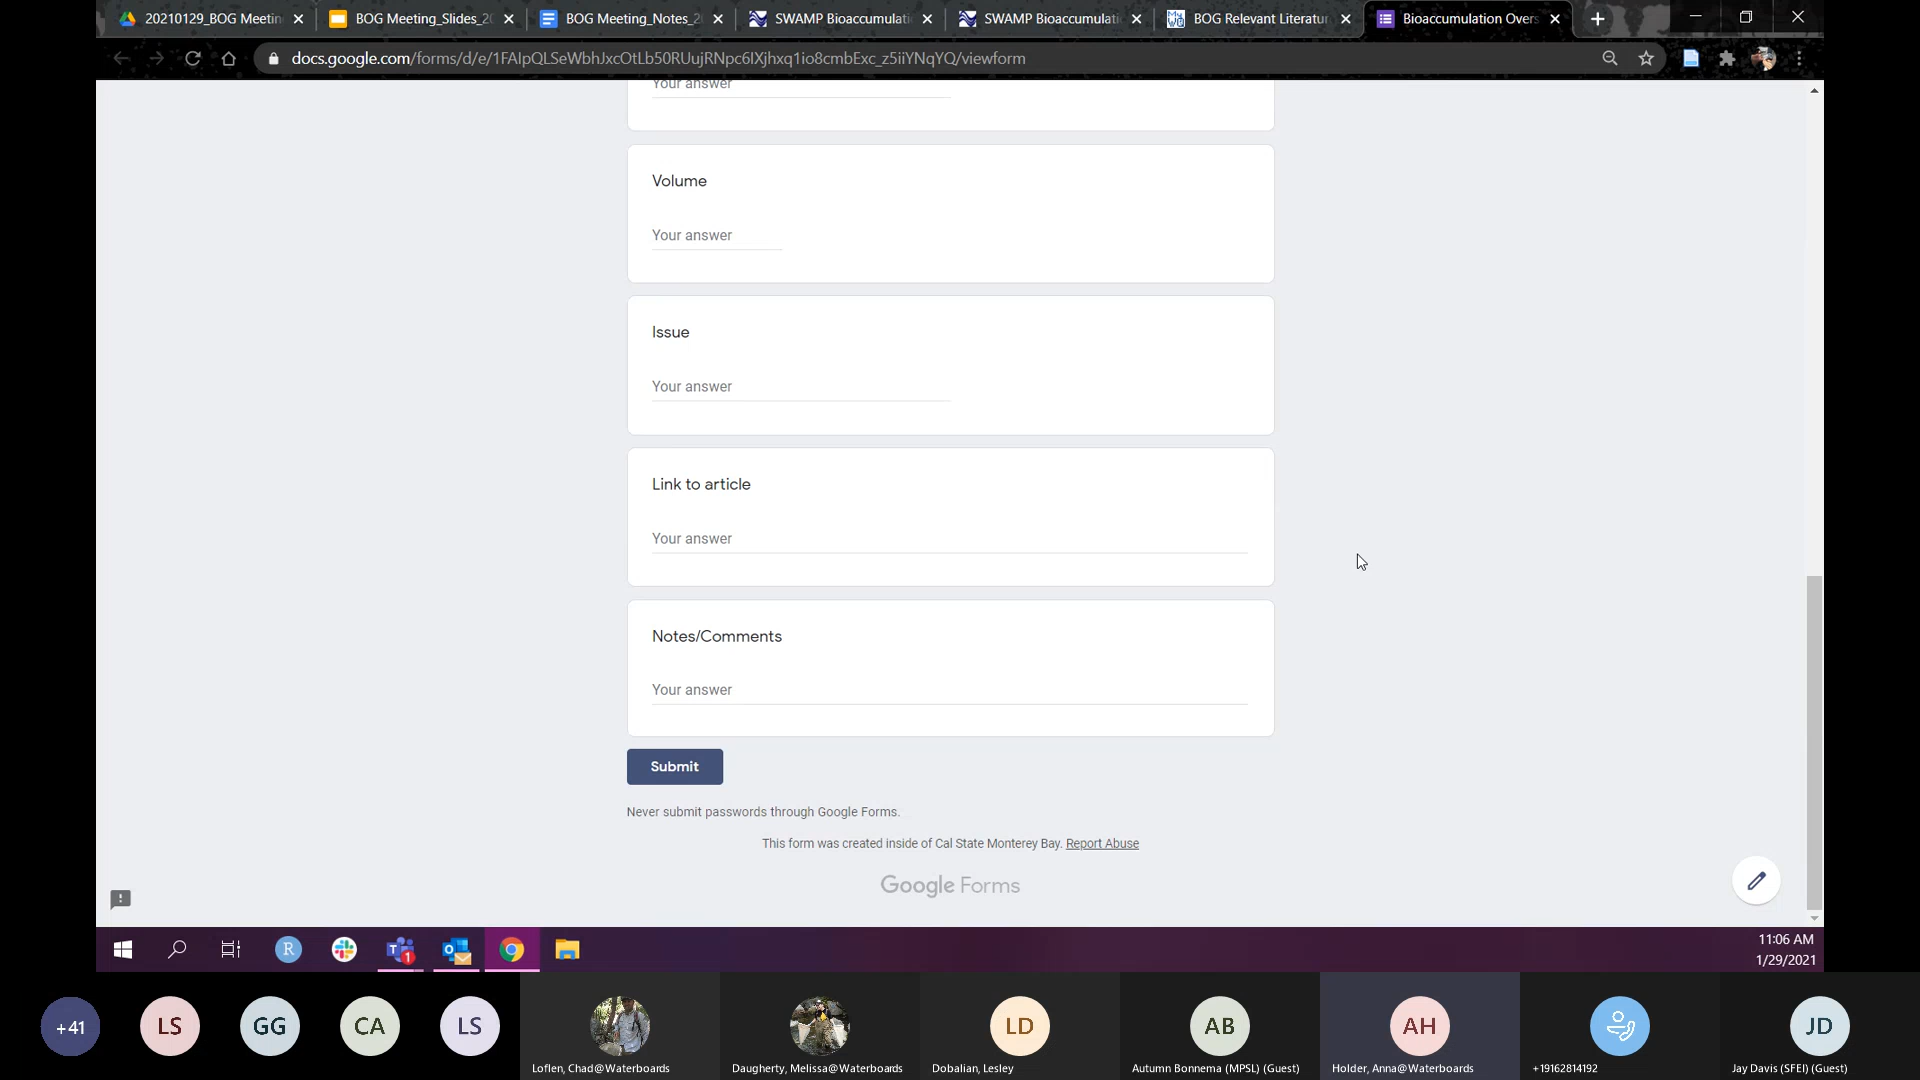 20210129_BOG Meetin
BOG Meeting_Slides_20
BOG Meeting_Notes_2
SWAMP Bioaccumulati
SWAMP Bioaccumulati
BOG Relevant Literatur
Bioaccumulation Overs
docs.google.com/forms/d/e/1FAIpQLSeWbhJxcOtLb50RUujRNpc6IXjhxq1io8cmbExc_z5iiYNqYQ/viewform
Your answer
Volume
Your answer
Issue
Your answer
Link to article
Your answer
Notes/Comments
Your answer
Submit
Never submit passwords through Google Forms.
This form was created inside of Cal State Monterey Bay. Report Abuse
Google Forms
11:06 AM
1/29/2021
+41
LS
GG
CA
LS
LD
AB
AH
JD
Loflen, Chad@Waterboards
Daugherty, Melissa@Waterboards
Dobalian, Lesley
Autumn Bonnema (MPSL) (Guest)
Holder, Anna@Waterboards
+19162814192
Jay Davis (SFEI) (Guest)